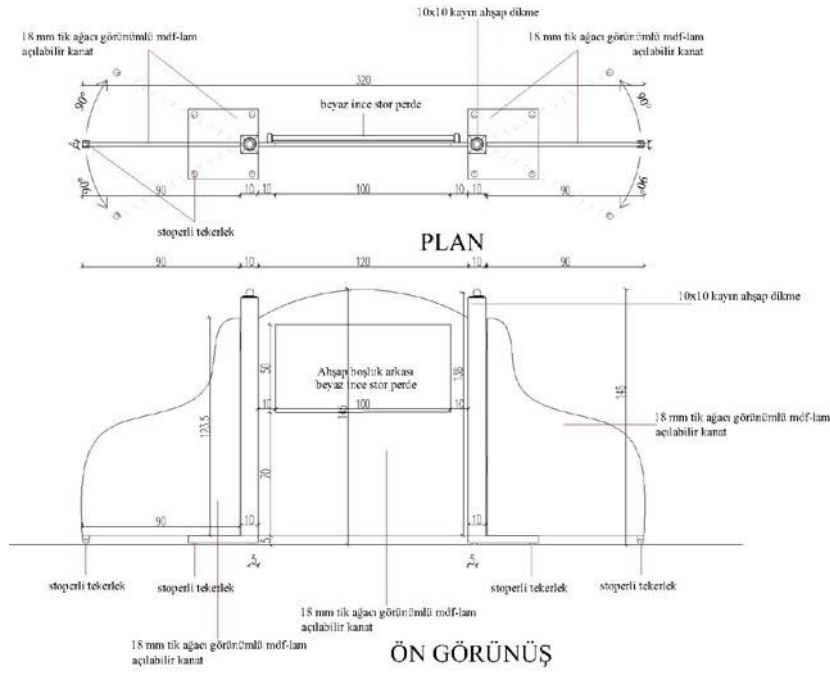 10x10 kayın ahşap dikme
18 mm tik ağacı görünümlü mdf-lam
açılabilir kanat
18 mm tik ağacı görünümlü mdf-lam
açılabilir kanat
320
90°
90°
beyaz ince stor perde
90°
90°
90
10
10
100
10
10
90
stoperli tekerlek
PLAN
90
10
120
10
90
10x10 kayın ahşap dikme
50
Ahşap boşluk arkası
beyaz ince stor perde
138
145
145
10
100
10
123,5
18 mm tik ağacı görünümlü mdf-lam
açılabilir kanat
70
90
10
10
5
5
5
stoperli tekerlek
stoperli tekerlek
stoperli tekerlek
stoperli tekerlek
18 mm tik ağacı görünümlü mdf-lam
açılabilir kanat
18 mm tik ağacı görünümlü mdf-lam
açılabilir kanat
ÖN GÖRÜNÜŞ